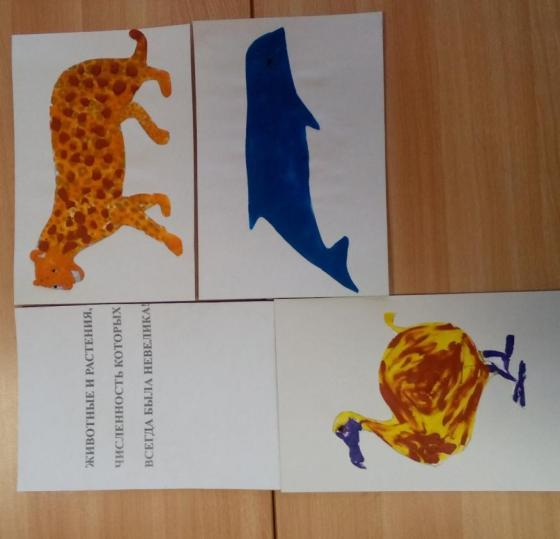 ЖИВОТНЫЕ И РАСТЕНИЯ,
ЧИСЛЕННОСТЬ КОТОРЫХ
ВСЕГДА БЫЛА НЕВЕЛИКА!